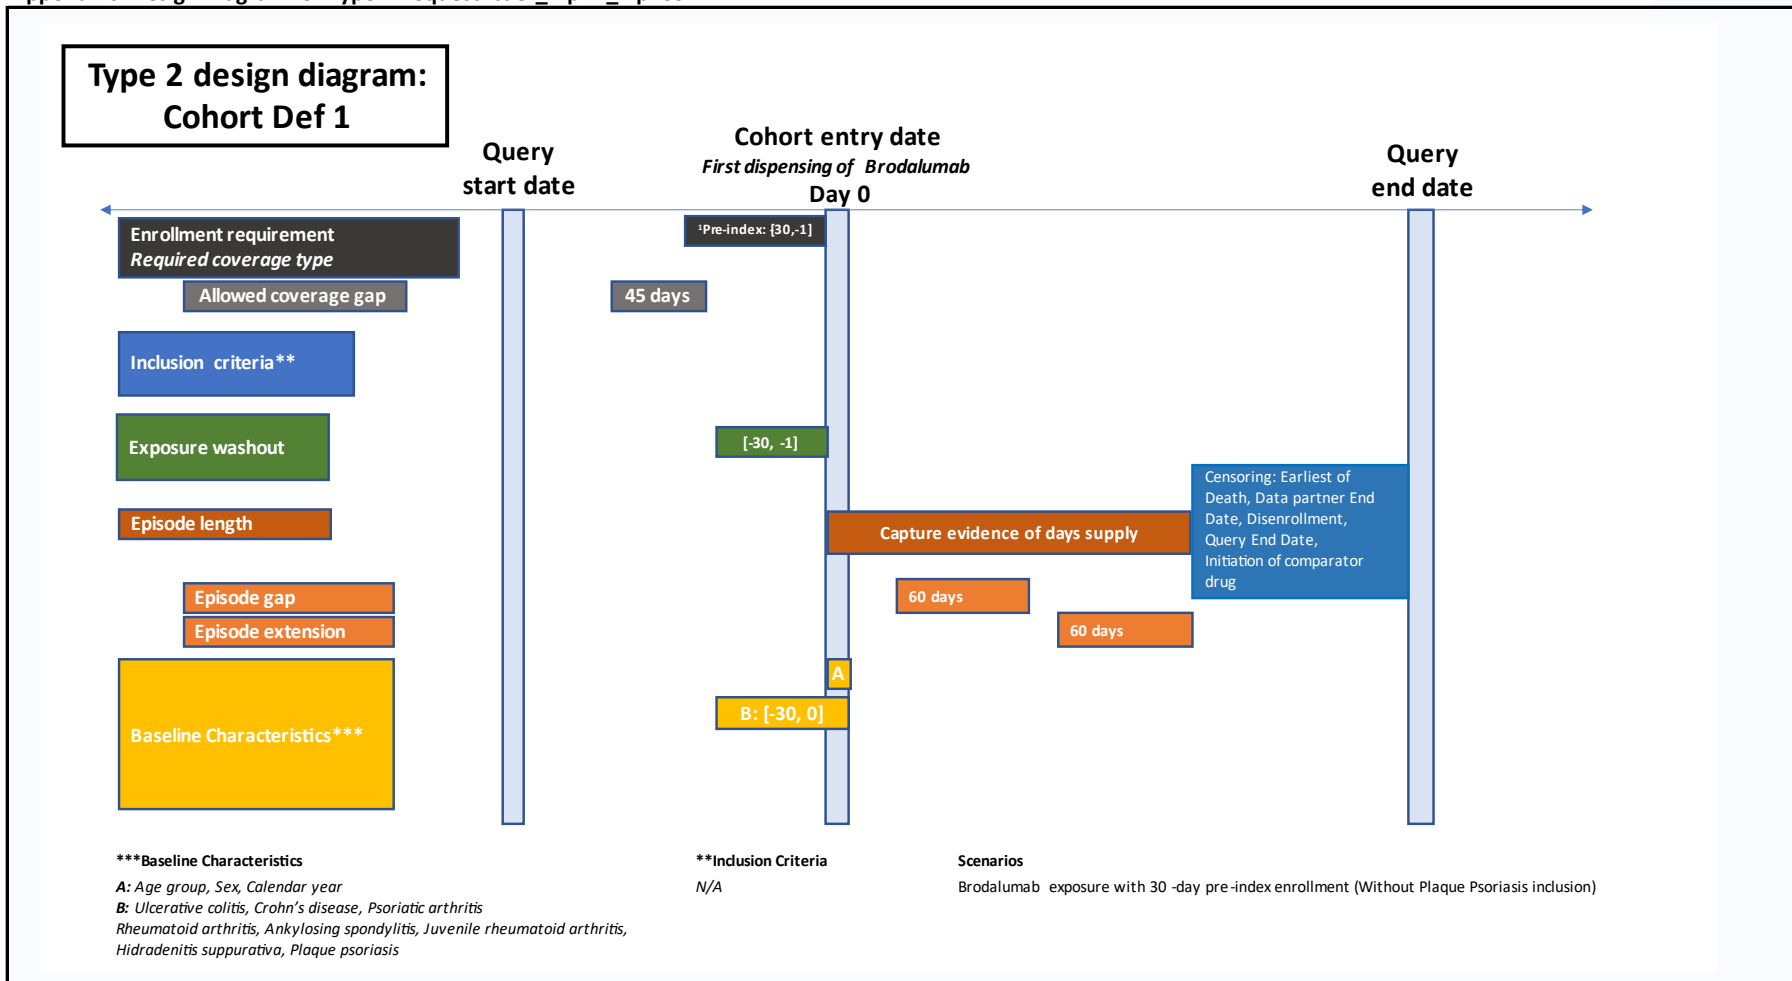 Type 2 design diagram:
Cohort Def 1
Query
start date
Cohort entry date
First dispensing of Brodalumab
Day 0
Query
end date
Enrollment requirement
Required coverage type
¹Pre-index: [30,-1]
Allowed coverage gap
45 days
Inclusion criteria**
Exposure washout
[-30, -1]
Episode length
Capture evidence of days supply
Censoring: Earliest of
Death, Data partner End
Date, Disenrollment,
Query End Date,
Initiation of comparator
drug
Episode gap
60 days
Episode extension
60 days
Baseline Characteristics***
A
B: [-30, 0]
***Baseline Characteristics
A: Age group, Sex, Calendar year
B: Ulcerative colitis, Crohn's disease, Psoriatic arthritis
Rheumatoid arthritis, Ankylosing spondylitis, Juvenile rheumatoid arthritis,
Hidradenitis suppurativa, Plaque psoriasis
**Inclusion Criteria
N/A
Scenarios
Brodalumab exposure with 30 -day pre-index enrollment (Without Plaque Psoriasis inclusion)